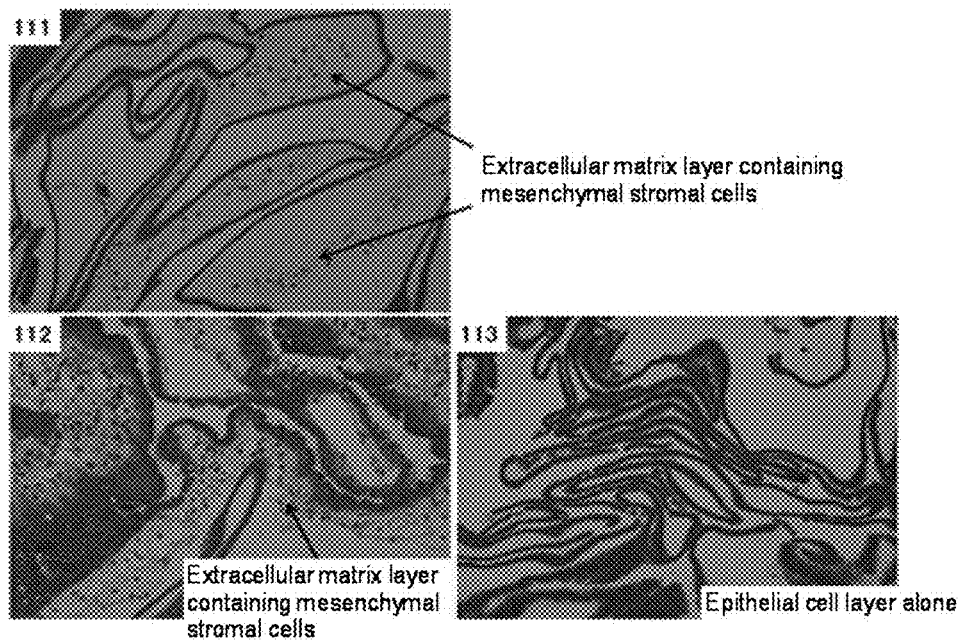 111
Extracellular matrix layer containing
mesenchymal stromal cells
112
Extracellular matrix layer
containing mesenchymal
stromal cells
113
Epithelial cell layer alone